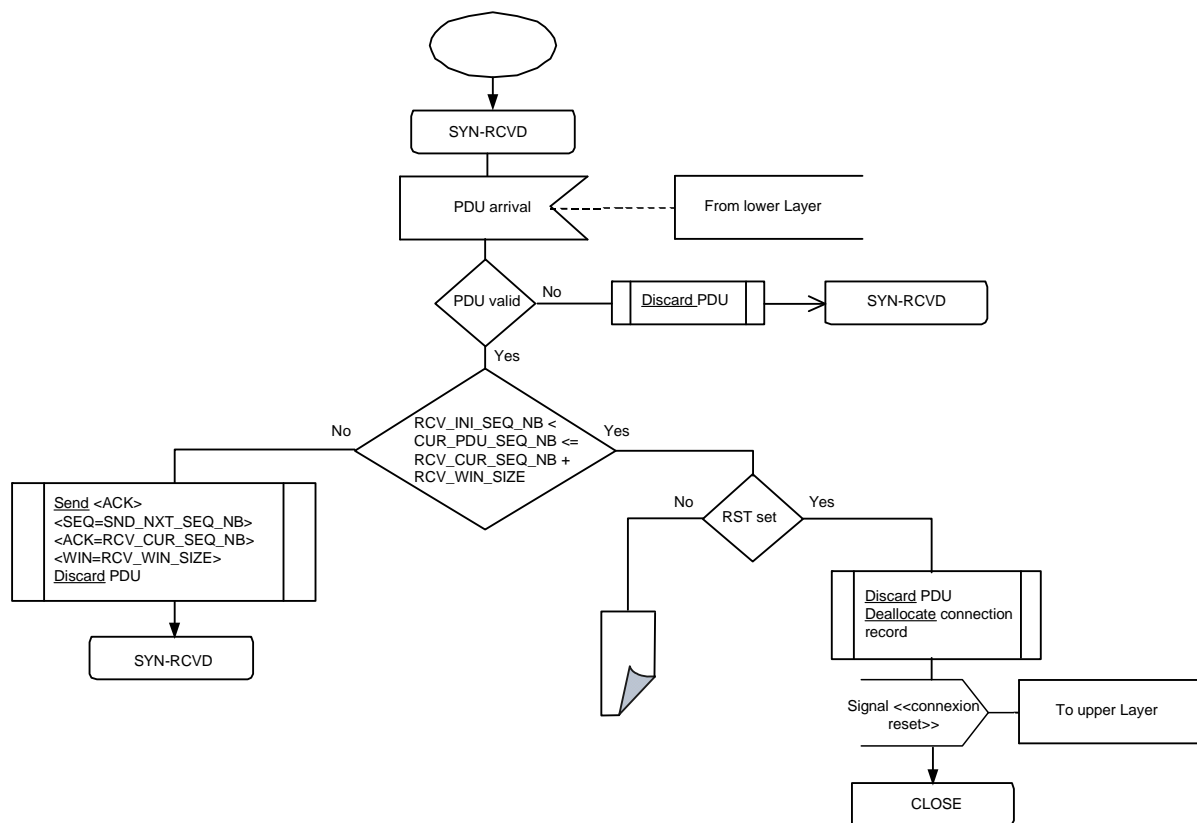 SYN-RCVD
PDU arrival
From lower Layer
PDU valid
No
Discard PDU
SYN-RCVD
Yes
No
RCV_INI_SEQ_NB <
CUR_PDU_SEQ_NB <=
RCV_CUR_SEQ_NB +
RCV_WIN_SIZE
Yes
Send <ACK>
<SEQ=SND_NXT_SEQ_NB>
<ACK=RCV_CUR_SEQ_NB>
<WIN=RCV_WIN_SIZE>
Discard PDU
SYN-RCVD
No
RST set
Yes
Discard PDU
Deallocate connection
record
Signal <<connexion
reset>>
To upper Layer
CLOSE